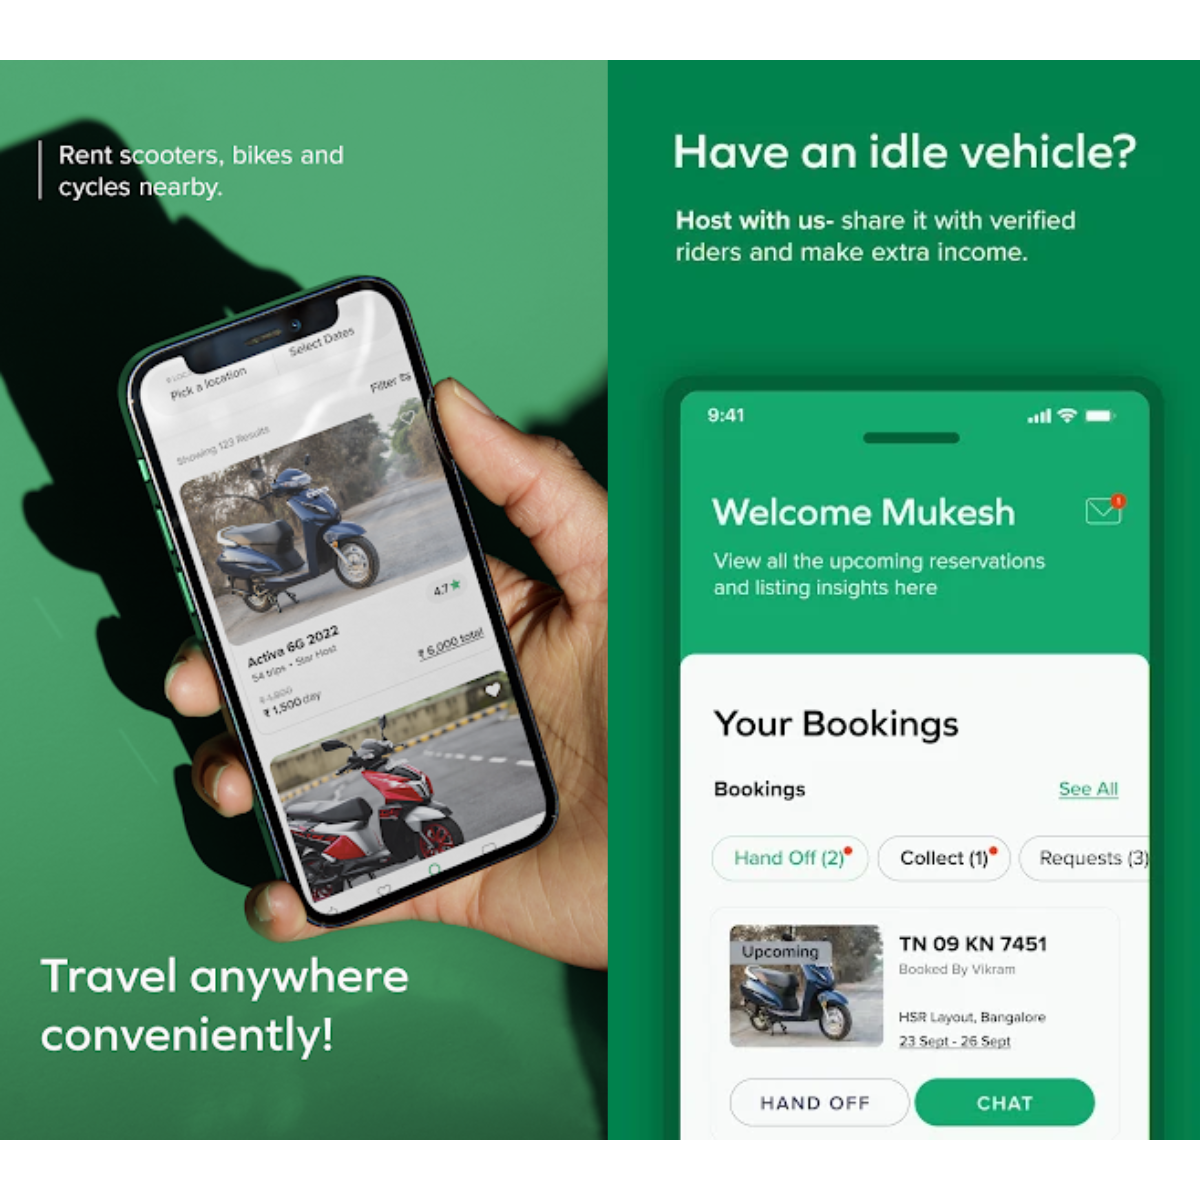 Rent scooters, bikes and
cycles nearby.
Pick a location
Select Dates
Filter
Showing 123 Results
4.7
Activa 6G 2022
54 trips • Star Host
₹ 1,800
₹ 1,500 day
₹ 6,000 total
Travel anywhere
conveniently!
Have an idle vehicle?
Host with us- share it with verified
riders and make extra income.
9:41
Welcome Mukesh
View all the upcoming reservations
and listing insights here
Your Bookings
Bookings
See All
Hand Off (2)
Collect (1)
Requests (3)
Upcoming
TN 09 KN 7451
Booked By Vikram
HSR Layout, Bangalore
23 Sept - 26 Sept
HAND OFF
CHAT